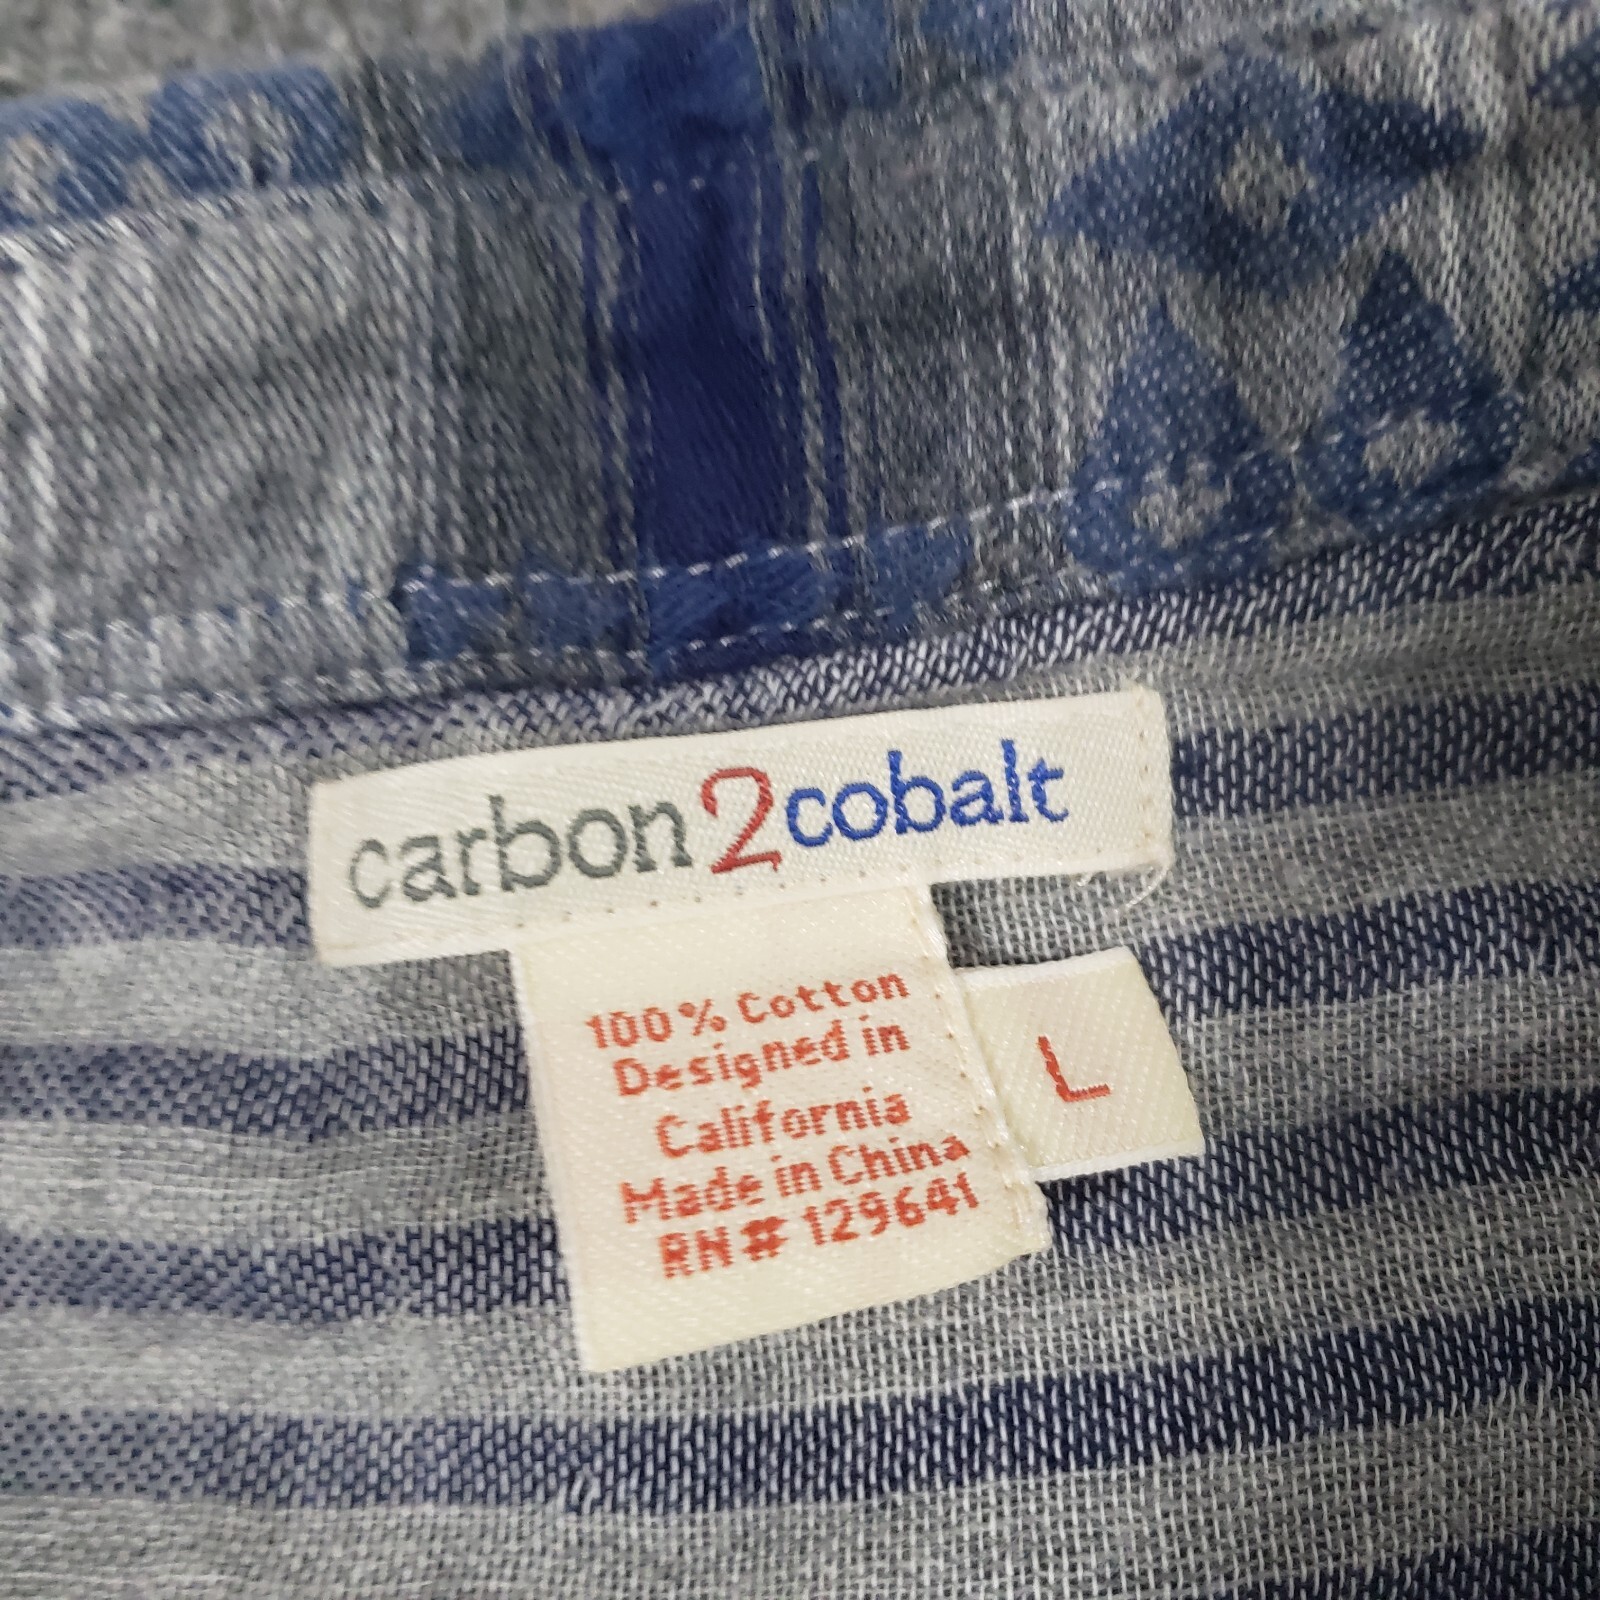 carbon2cobalt
100% Cotton
Designed in
California
Made in China
RN# 129641
L